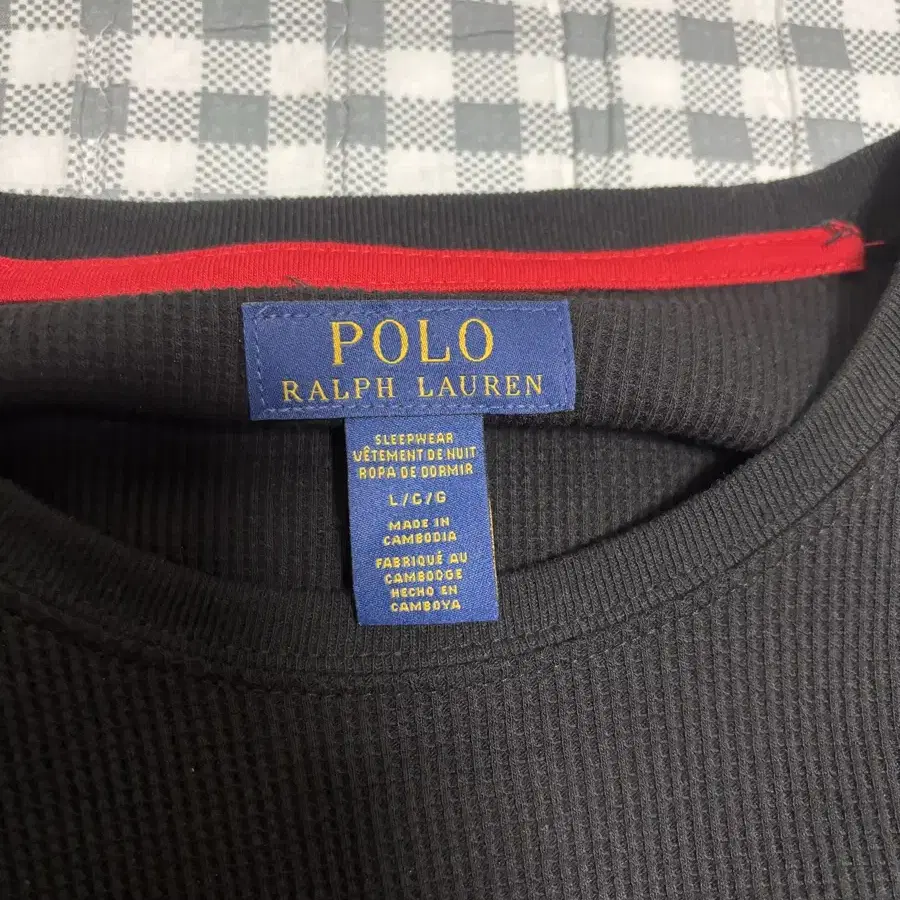 POLO
RALPH LAUREN
SLEEPWEAR
VÊTEMENT DE NUIT
ROPA DE DORMIR
L/C/G
MADE IN
CAMBODIA
FABRIQUÉ AU
CAMBODGE
HECHO EN
CAMBOYA